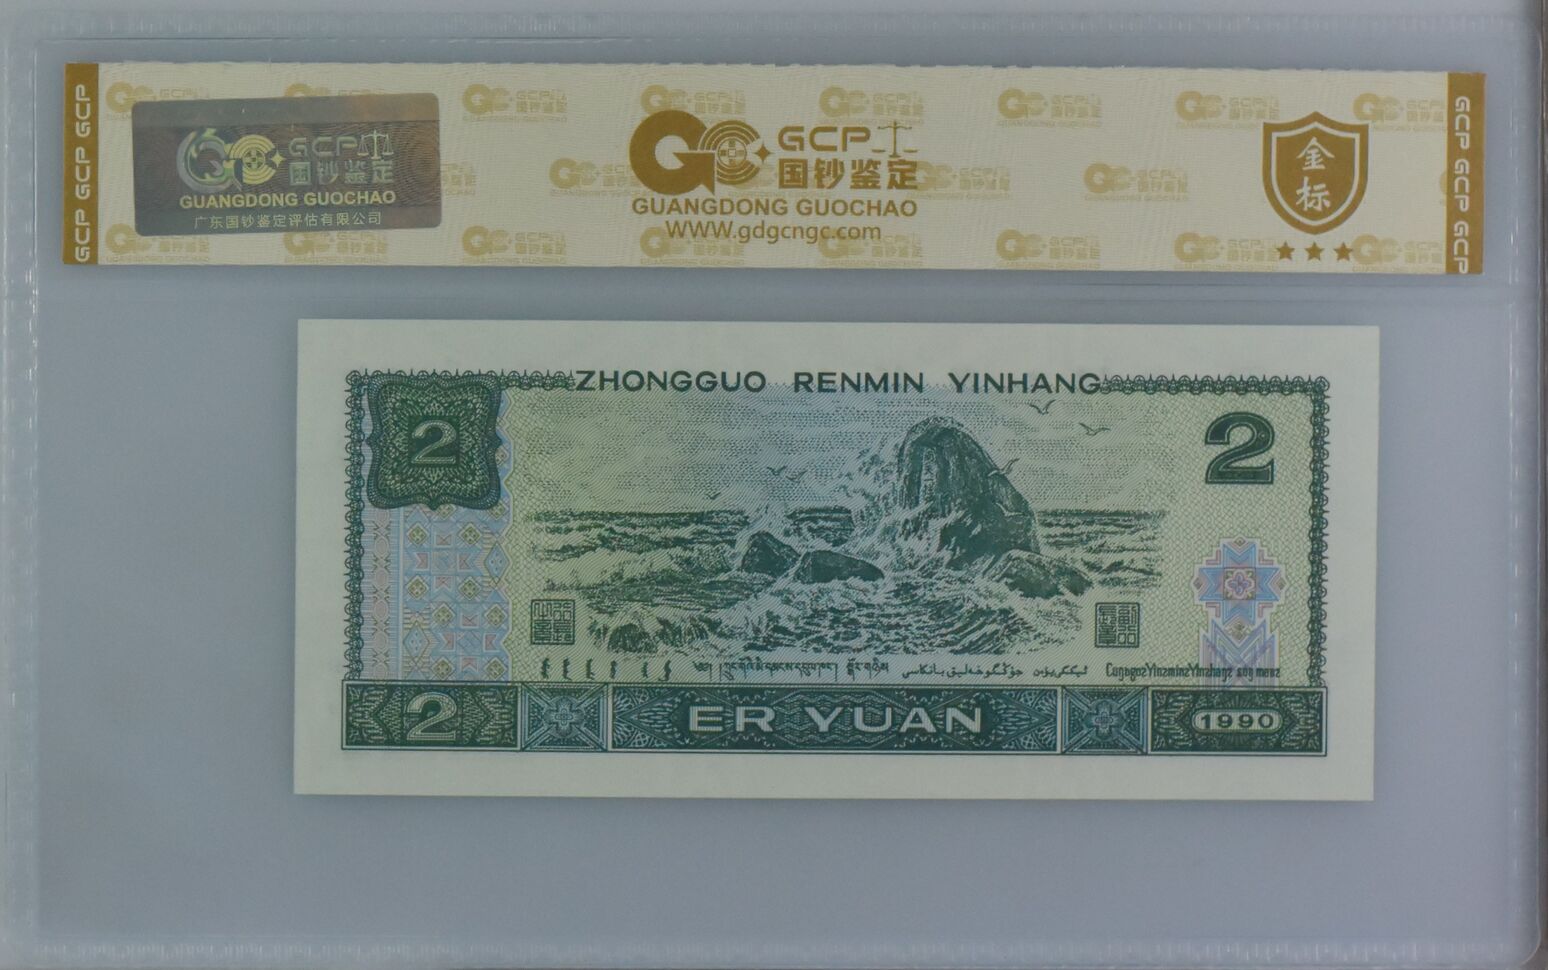 GCP GCP GCP
GCP 国钞鉴定
GUANGDONG GUOCHAO
广东国钞鉴定评估有限公司
GCP
国钞鉴定
GUANGDONG GUOCHAO
WWW.gdgcngc.com
金标
GCP GCP GCP
ZHONGGUO RENMIN YINHANG
2
2
2
ER YUAN
1990